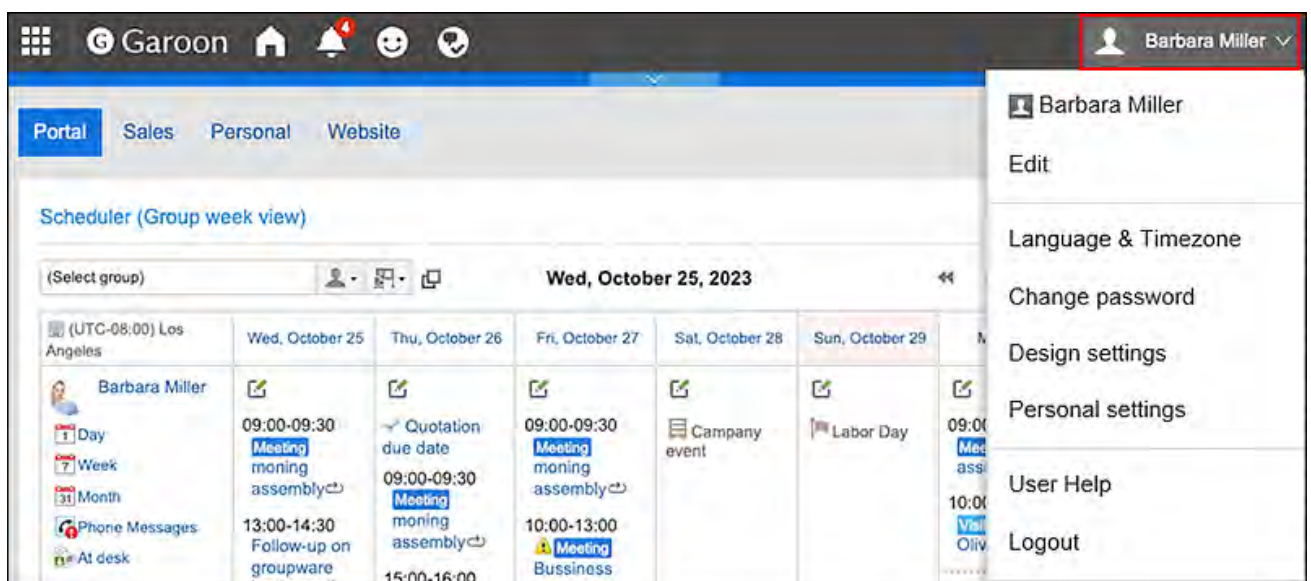 G Garoon 4 Barbara Miller
Barbara Miller
Edit
Language & Timezone
Change password
Design settings
Personal settings
User Help
Logout
Portal Sales Personal Website
Scheduler (Group week view)
(Select group) Wed, October 25, 2023
(UTC-08:00) Los
Angeles
Wed, October 25 Thu, October 26 Fri, October 27 Sat, October 28 Sun, October 29
Barbara Miller
1 Day
7 Week
31 Month
Phone Messages
At desk
09:00-09:30
Meeting
moning
assembly
13:00-14:30
Follow-up on
groupware
Quotation
due date
09:00-09:30
Meeting
moning
assembly
15:00-16:00
09:00-09:30
Meeting
moning
assembly
10:00-13:00
Meeting
Bussiness
Campany
event
Labor Day